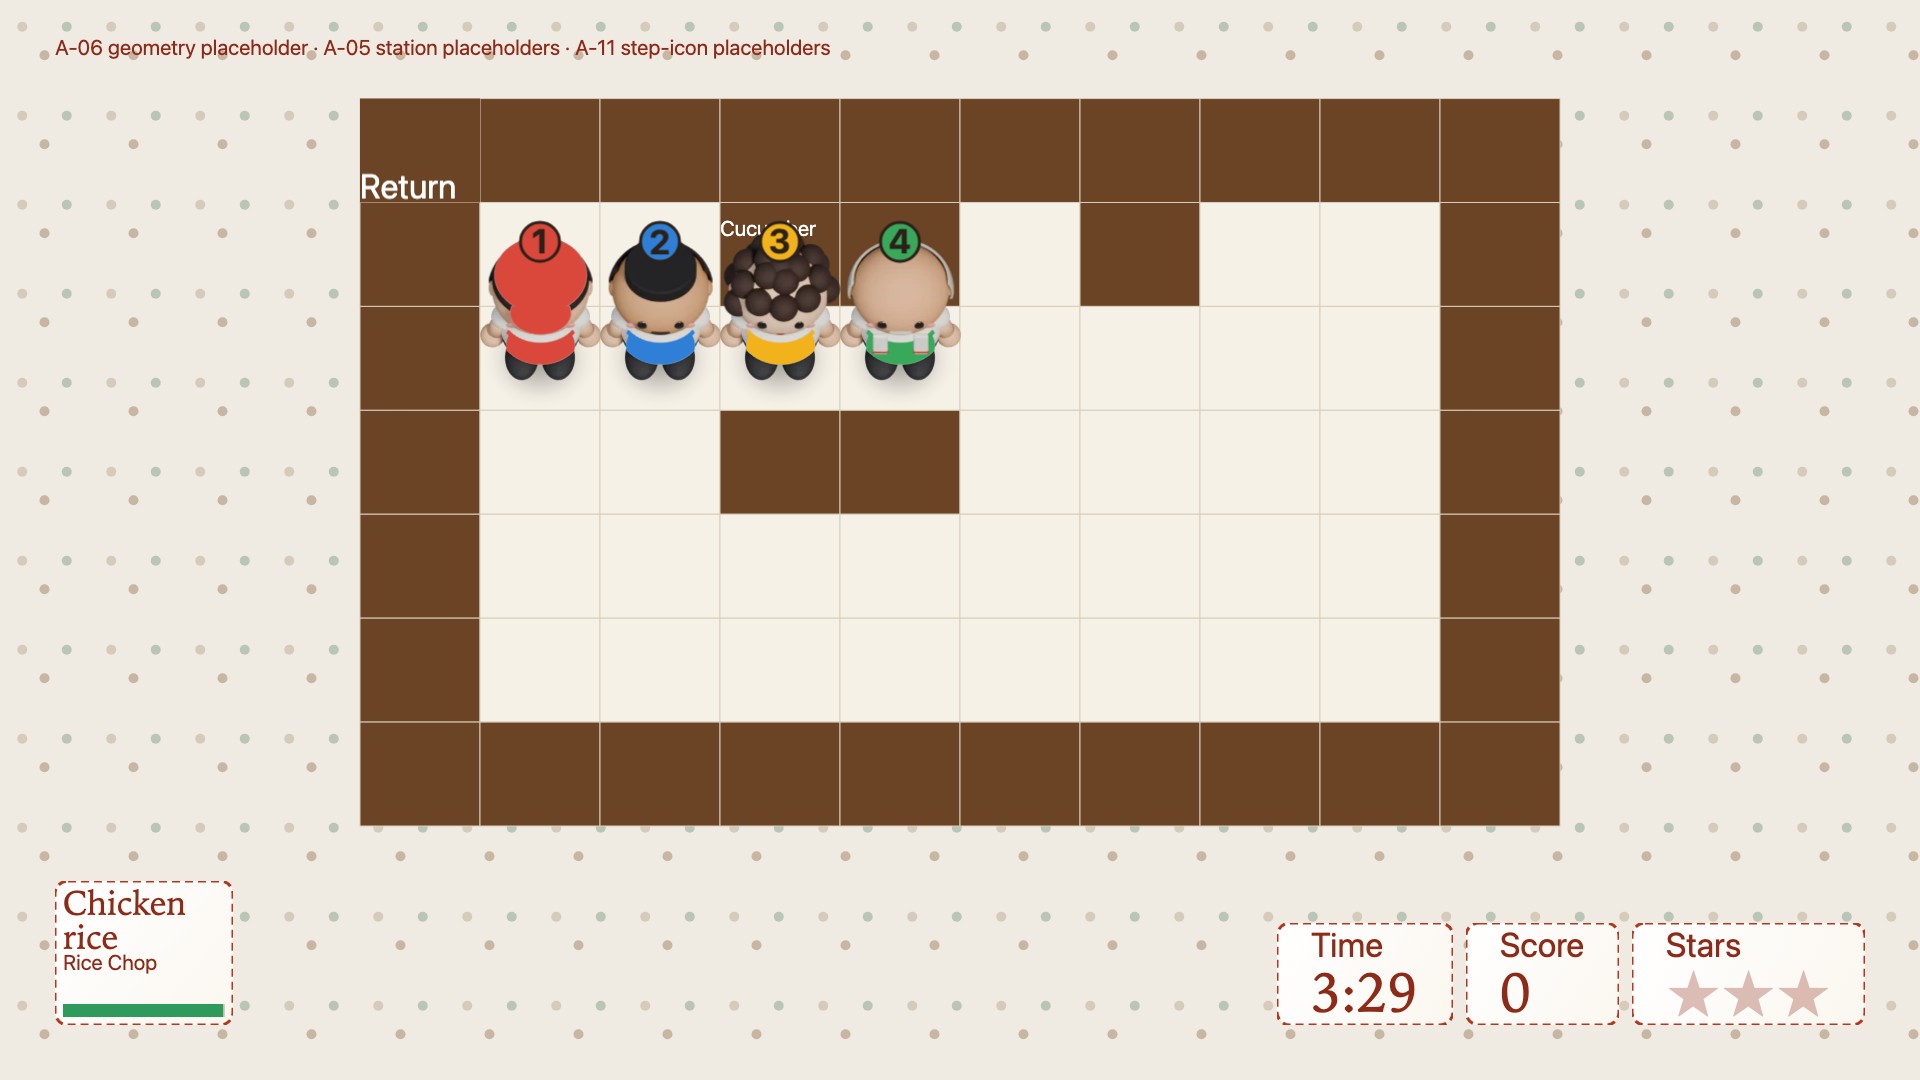 A-06 geometry placeholder · A-05 station placeholders · A-11 step-icon placeholders
Return
1
2
3
4
Chicken
rice
Rice Chop
Time
3:29
Score
0
Stars